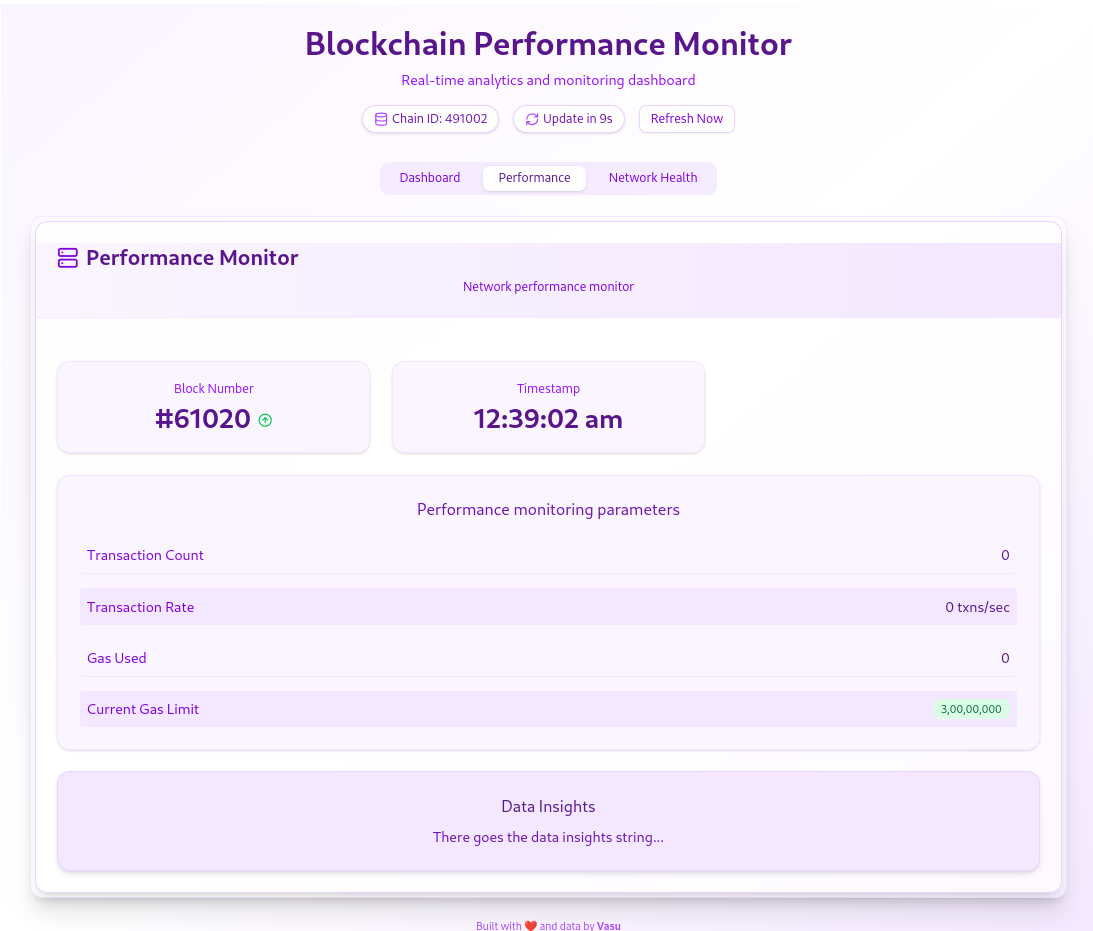 Blockchain Performance Monitor
Real-time analytics and monitoring dashboard
Chain ID: 491002
Update in 9s
Refresh Now
Dashboard
Performance
Network Health
Performance Monitor
Network performance monitor
Block Number
#61020
Timestamp
12:39:02 am
Performance monitoring parameters
Transaction Count 0
Transaction Rate 0 txns/sec
Gas Used 0
Current Gas Limit 3,00,00,000
Data Insights
There goes the data insights string...
Built with ❤️ and data by Vasu